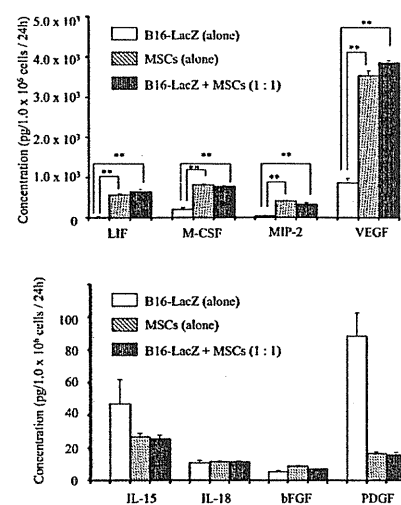 Concentration (pg/1.0 x 10⁶ cells / 24h)
5.0 x 10³
4.0 x 10³
3.0 x 10³
2.0 x 10³
1.0 x 10³
0
B16-LacZ (alone)
MSCs (alone)
B16-LacZ + MSCs (1 : 1)
**
**
**
**
**
**
**
**
LIF
M-CSF
MIP-2
VEGF
Concentration (pg/1.0 x 10⁶ cells / 24h)
100
80
60
40
20
0
B16-LacZ (alone)
MSCs (alone)
B16-LacZ + MSCs (1 : 1)
IL-15
IL-18
bFGF
PDGF